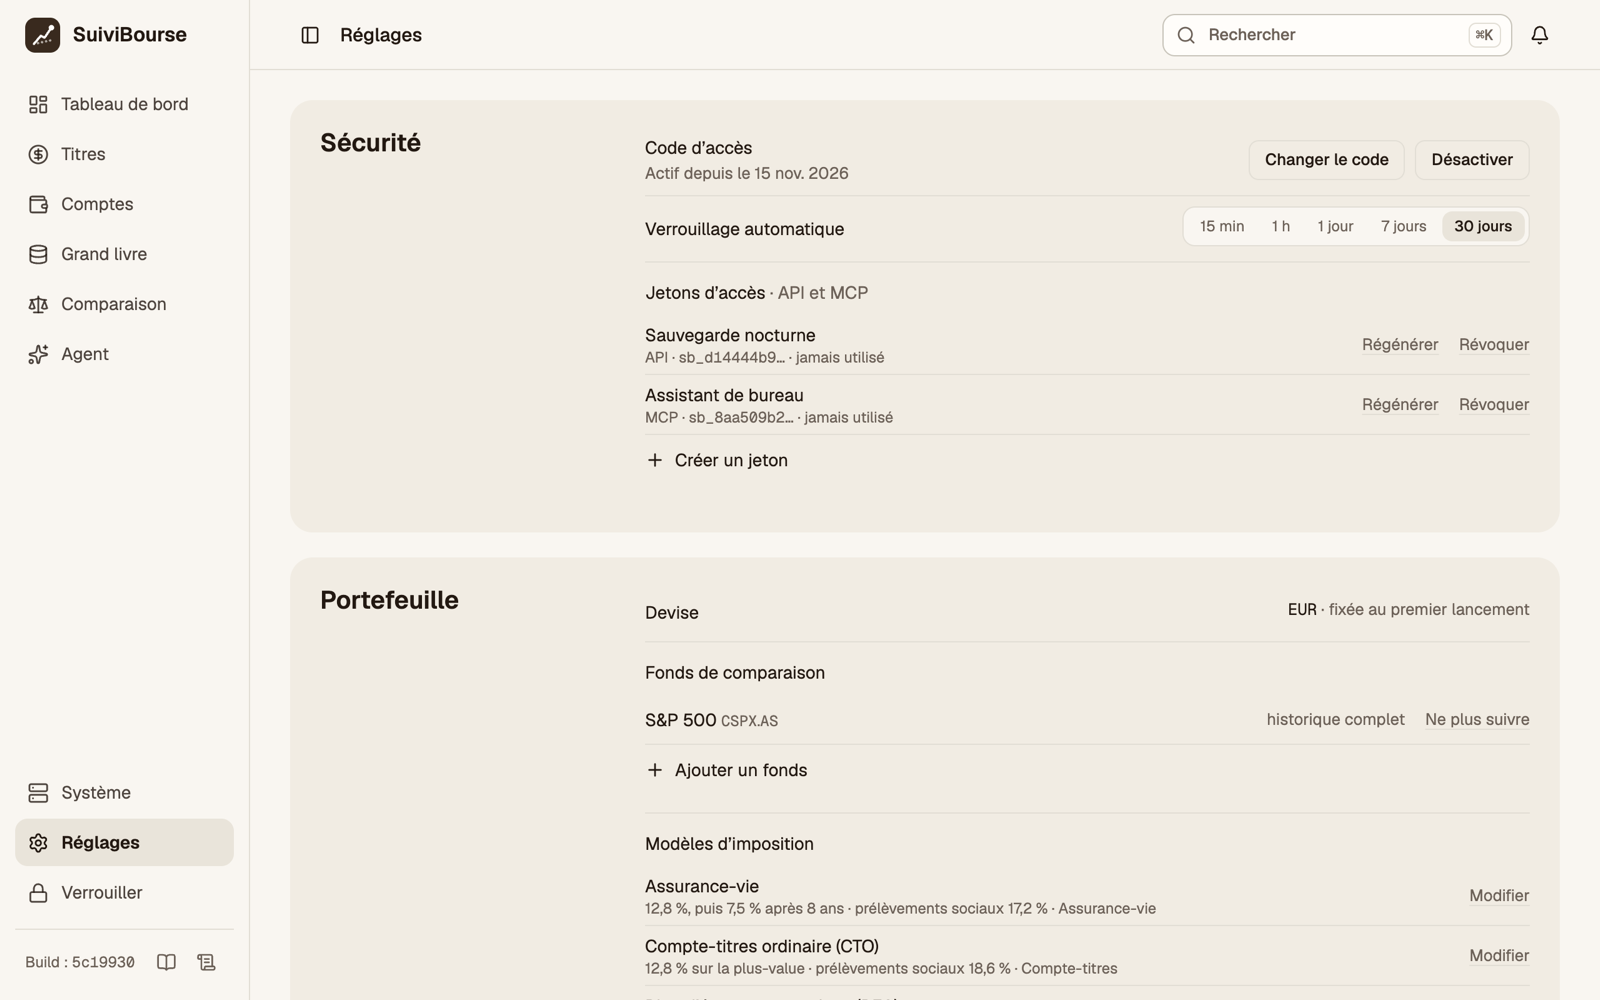 SuiviBourse
Réglages
Rechercher
⌘K
Tableau de bord
Titres
Comptes
Grand livre
Comparaison
Agent
Système
Réglages
Verrouiller
Build : 5c19930
Sécurité
Code d’accès
Actif depuis le 15 nov. 2026
Changer le code
Désactiver
Verrouillage automatique
15 min
1 h
1 jour
7 jours
30 jours
Jetons d’accès · API et MCP
Sauvegarde nocturne
API · sb_d14444b9… · jamais utilisé
Régénérer
Révoquer
Assistant de bureau
MCP · sb_8aa509b2… · jamais utilisé
Régénérer
Révoquer
Créer un jeton
Portefeuille
Devise
EUR · fixée au premier lancement
Fonds de comparaison
S&P 500 CSPX.AS
historique complet
Ne plus suivre
Ajouter un fonds
Modèles d’imposition
Assurance-vie
12,8 %, puis 7,5 % après 8 ans · prélèvements sociaux 17,2 % · Assurance-vie
Modifier
Compte-titres ordinaire (CTO)
12,8 % sur la plus-value · prélèvements sociaux 18,6 % · Compte-titres
Modifier